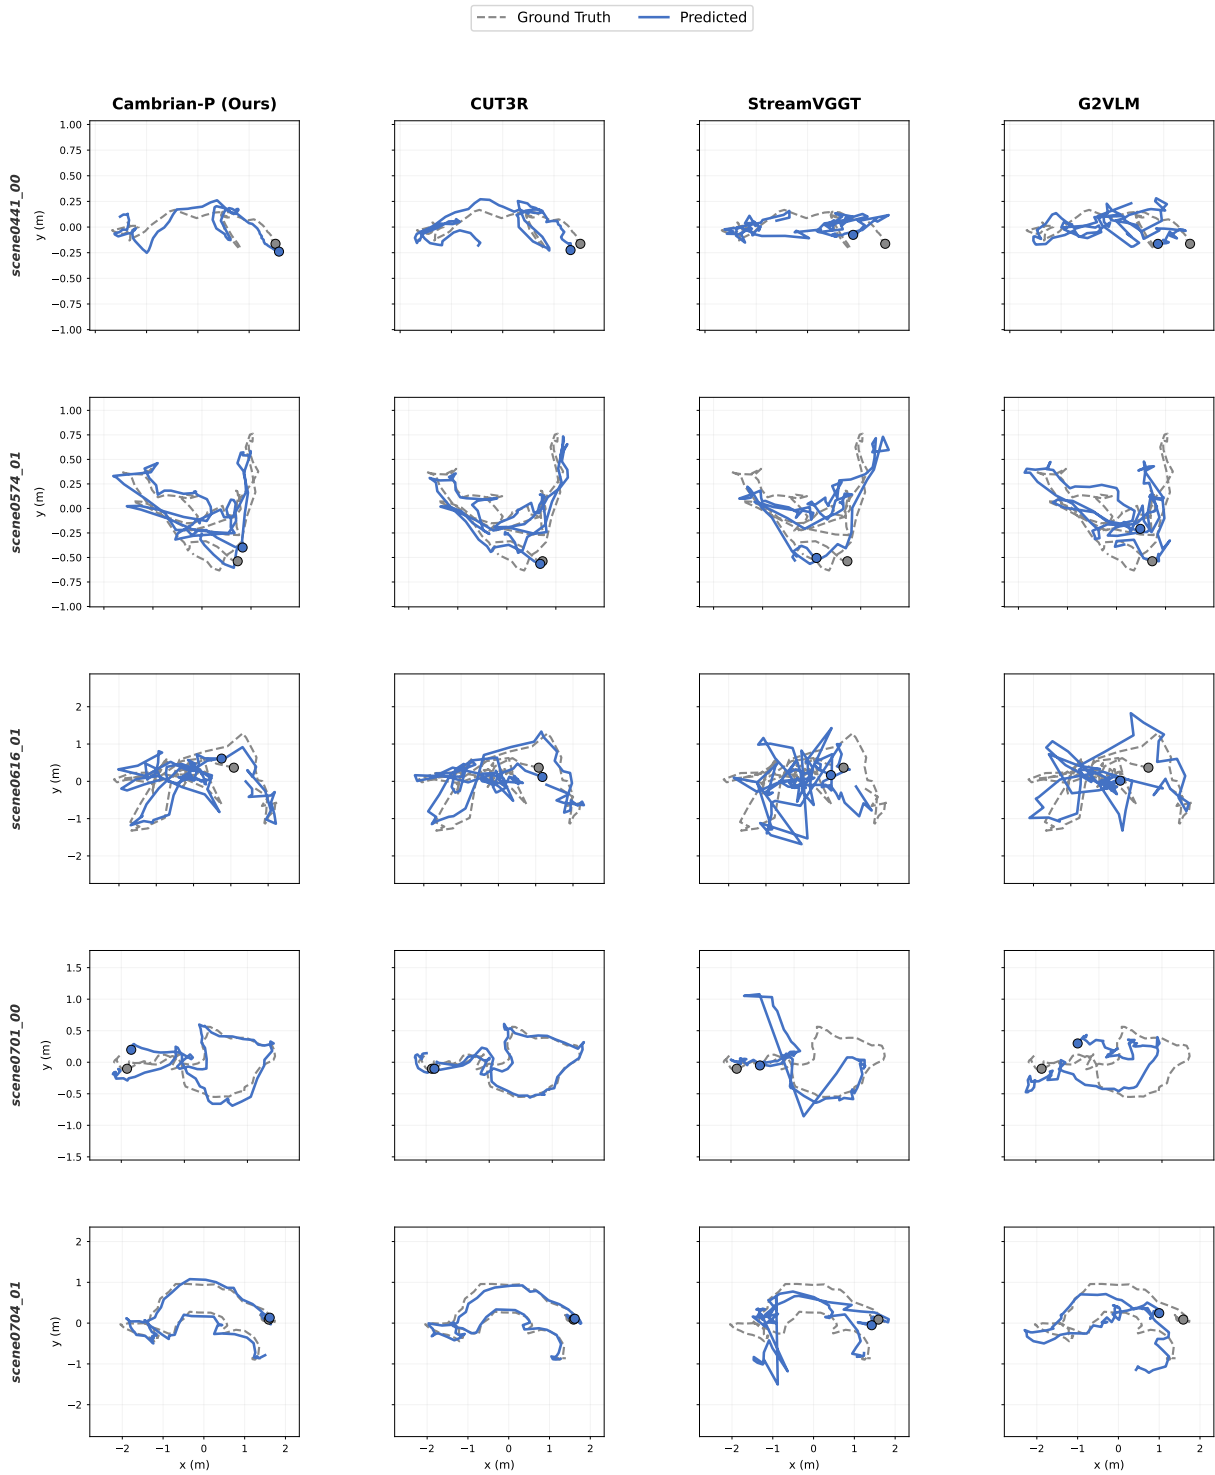 Ground Truth Predicted
Cambrian-P (Ours) CUT3R StreamVGGT G2VLM
scene0441_00
y (m)
1.00
0.75
0.50
0.25
0.00
−0.25
−0.50
−0.75
−1.00
scene0574_01
y (m)
1.00
0.75
0.50
0.25
0.00
−0.25
−0.50
−0.75
−1.00
scene0616_01
y (m)
2
1
0
−1
−2
scene0701_00
y (m)
1.5
1.0
0.5
0.0
−0.5
−1.0
−1.5
scene0704_01
y (m)
2
1
0
−1
−2
−2 −1 0 1 2 −2 −1 0 1 2 −2 −1 0 1 2 −2 −1 0 1 2
x (m) x (m) x (m) x (m)